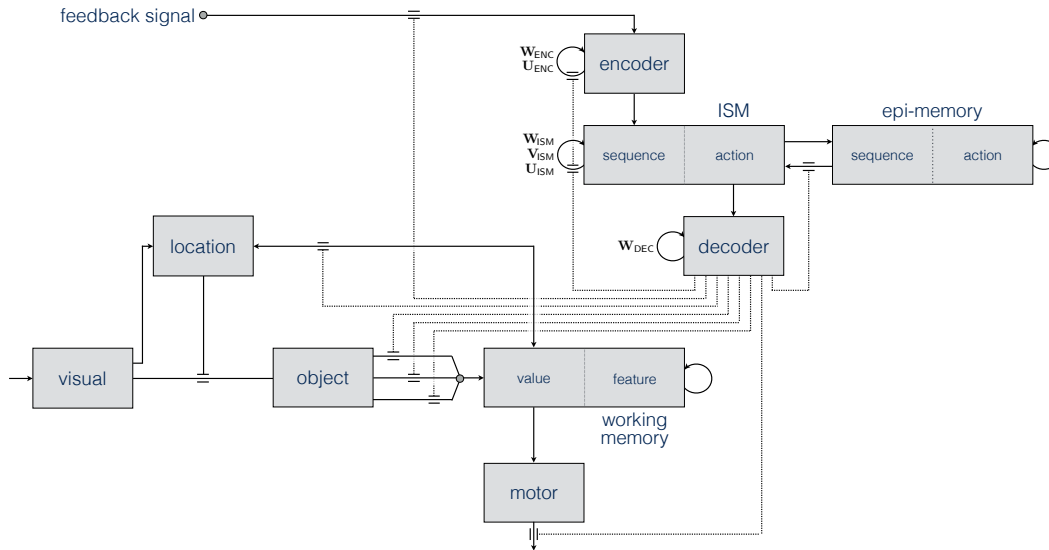 feedback signal
W_ENC
U_ENC
encoder
ISM
epi-memory
W_ISM
V_ISM
U_ISM
sequence
action
sequence
action
location
W_DEC
decoder
visual
object
value
feature
working
memory
motor